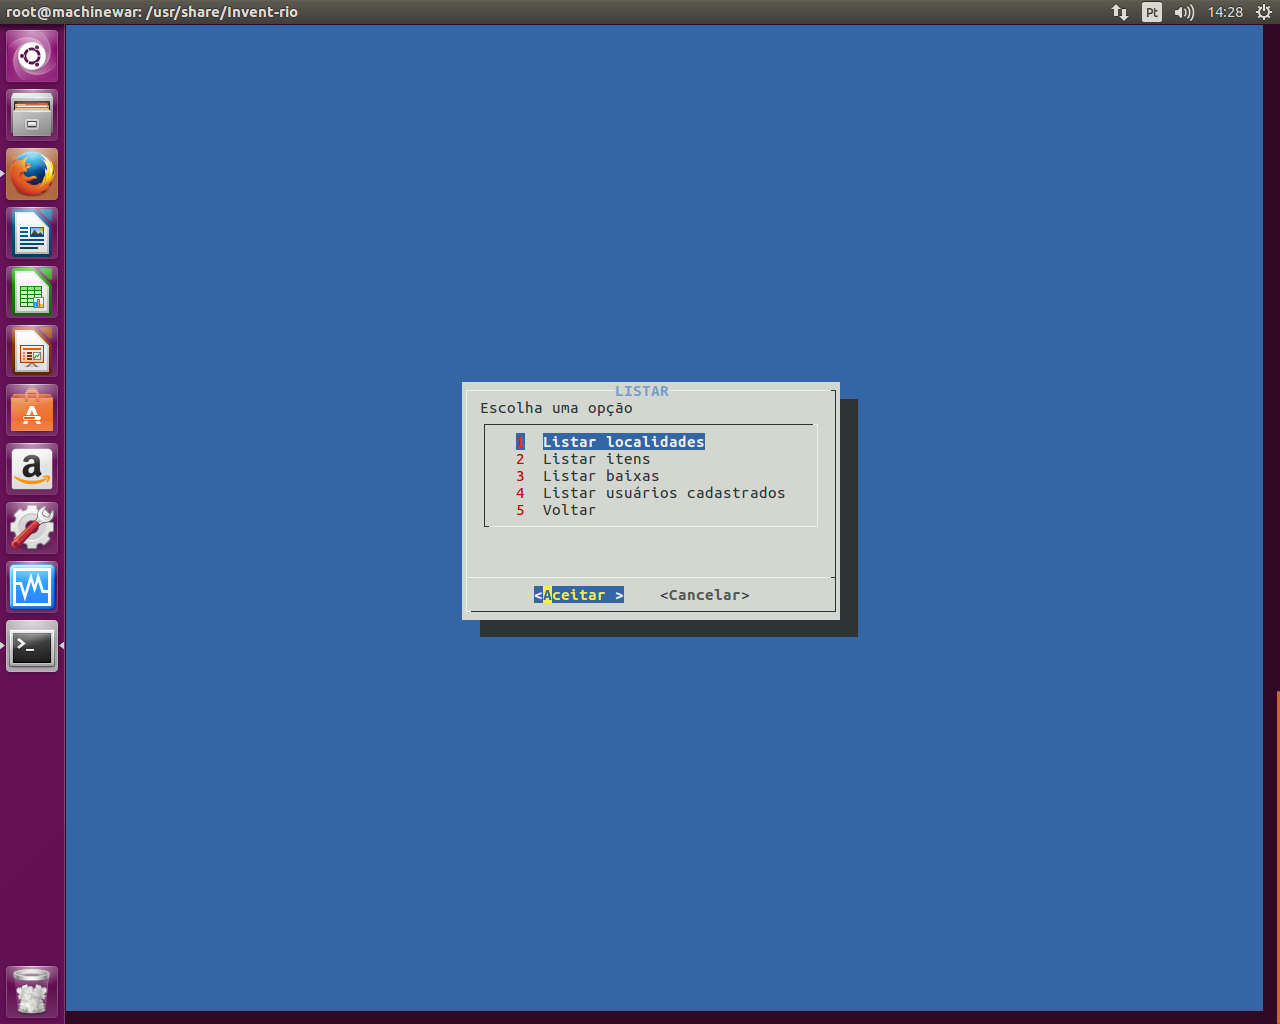 root@machinewar: /usr/share/Invent-rio
Pt
14:28
LISTAR
Escolha uma opção
1 Listar localidades
2 Listar itens
3 Listar baixas
4 Listar usuários cadastrados
5 Voltar
<Aceitar > <Cancelar>